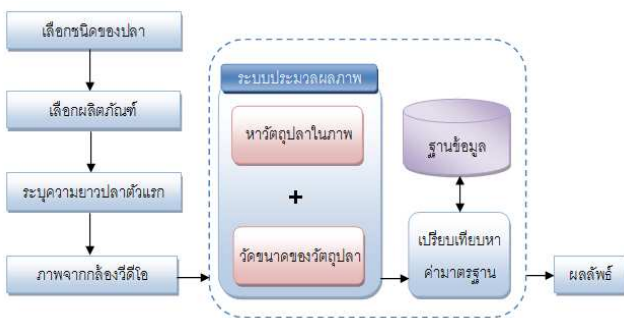 เลือกชนิดของปลา
เลือกผลิตภัณฑ์
ระบุความยาวปลาตัวแรก
ภาพจากกล้องวีดีโอ
ระบบประมวลผลภาพ
หาวัตถุปลาในภาพ
+
วัดขนาดของวัตถุปลา
ฐานข้อมูล
เปรียบเทียบหา
ค่ามาตรฐาน
ผลลัพธ์